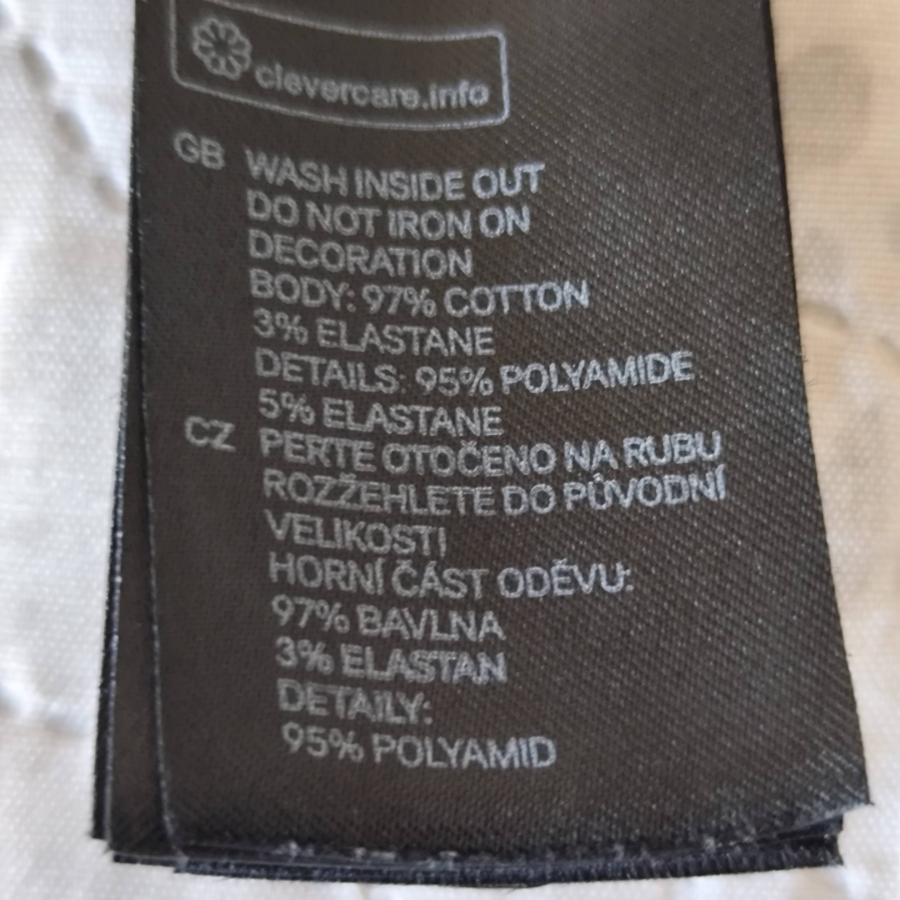 clevercare.info
GB WASH INSIDE OUT
DO NOT IRON ON
DECORATION
BODY: 97% COTTON
3% ELASTANE
DETAILS: 95% POLYAMIDE
5% ELASTANE
CZ PERTE OTOČENO NA RUBU
ROZŽEHLETE DO PŮVODNÍ
VELIKOSTI
HORNÍ ČÁST ODĚVU:
97% BAVLNA
3% ELASTAN
DETAILY:
95% POLYAMID